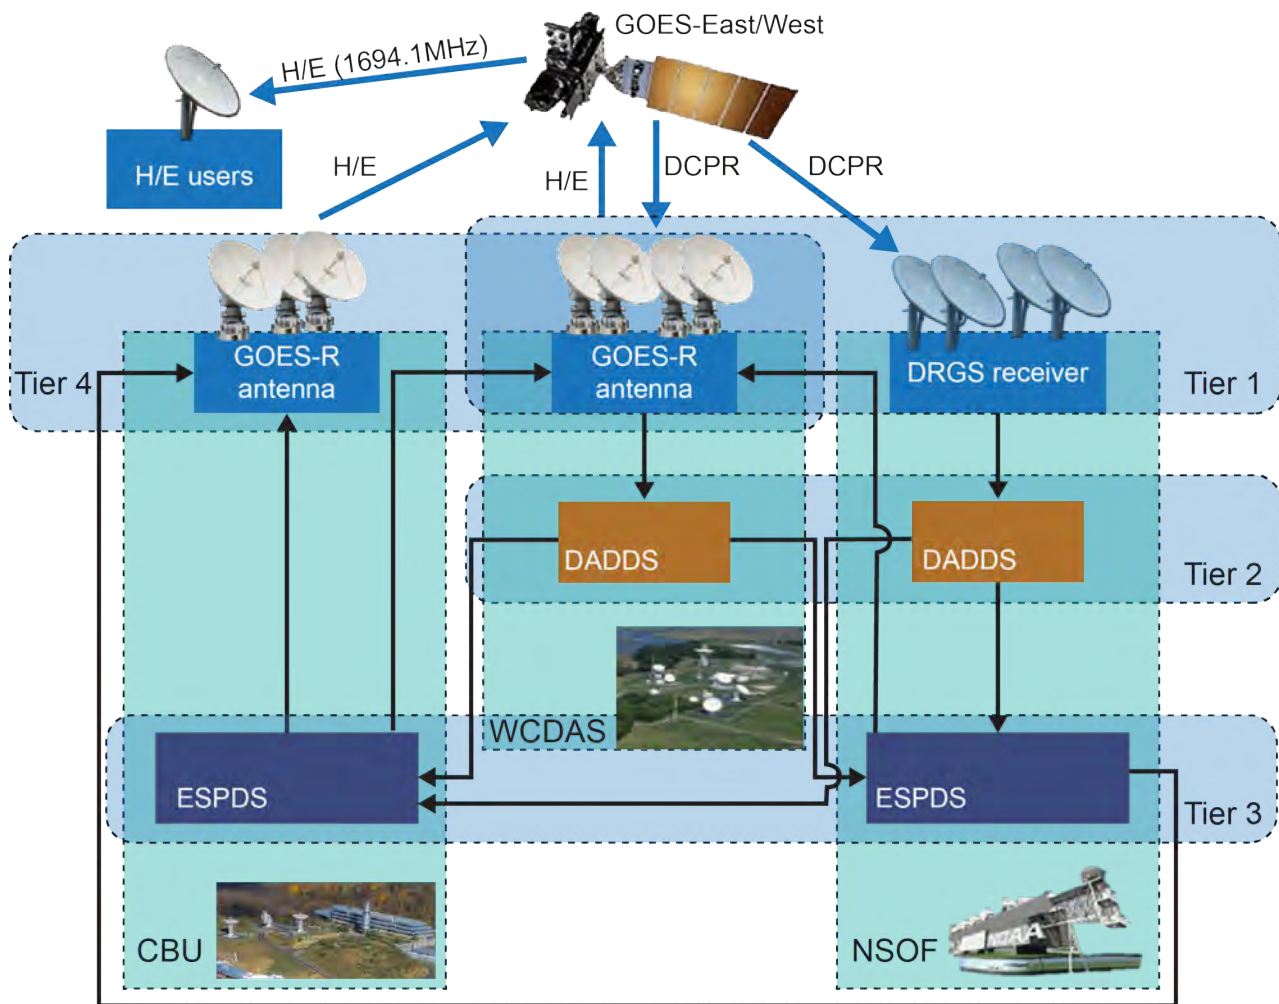 GOES-East/West
H/E (1694.1MHz)
H/E users
H/E
H/E
DCPR
DCPR
Tier 4
GOES-R
antenna
GOES-R
antenna
DRGS receiver
Tier 1
DADDS
DADDS
Tier 2
WCDAS
ESPDS
ESPDS
Tier 3
CBU
NSOF
NOAA